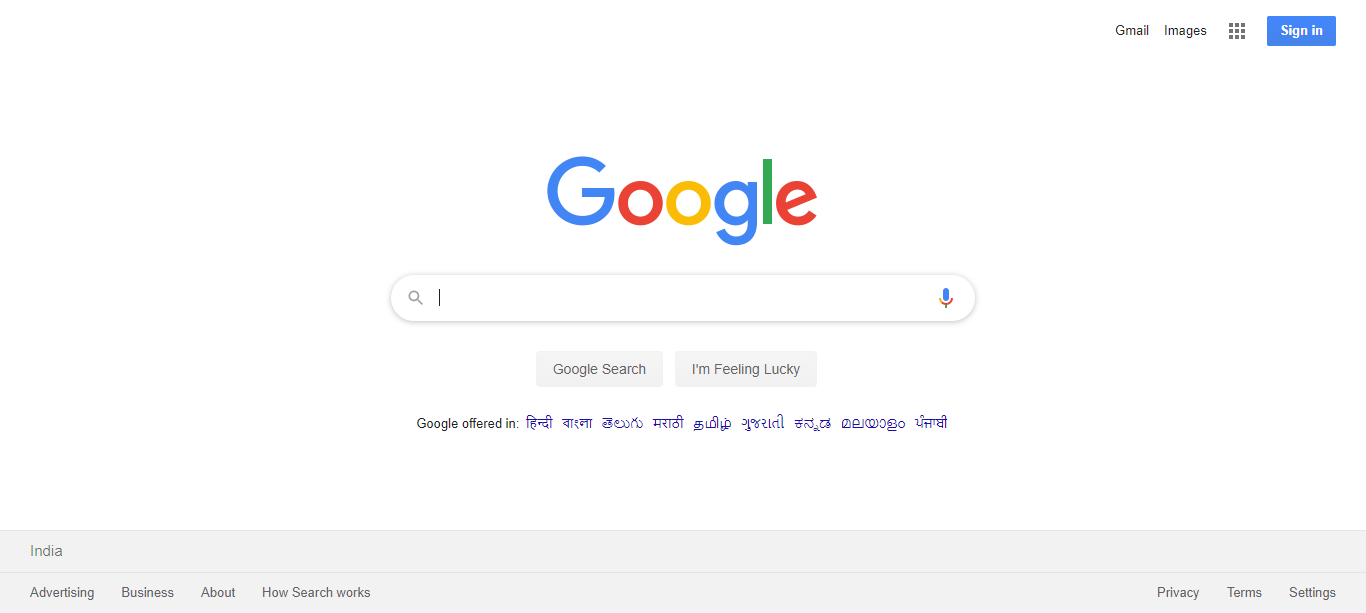 Gmail Images Sign in
Google
Google Search I'm Feeling Lucky
Google offered in: हिन्दी বাংলা తెలుగు मराठी தமிழ் ગુજરાતી ಕನ್ನಡ മലയാളം ਪੰਜਾਬੀ
India
Advertising Business About How Search works Privacy Terms Settings